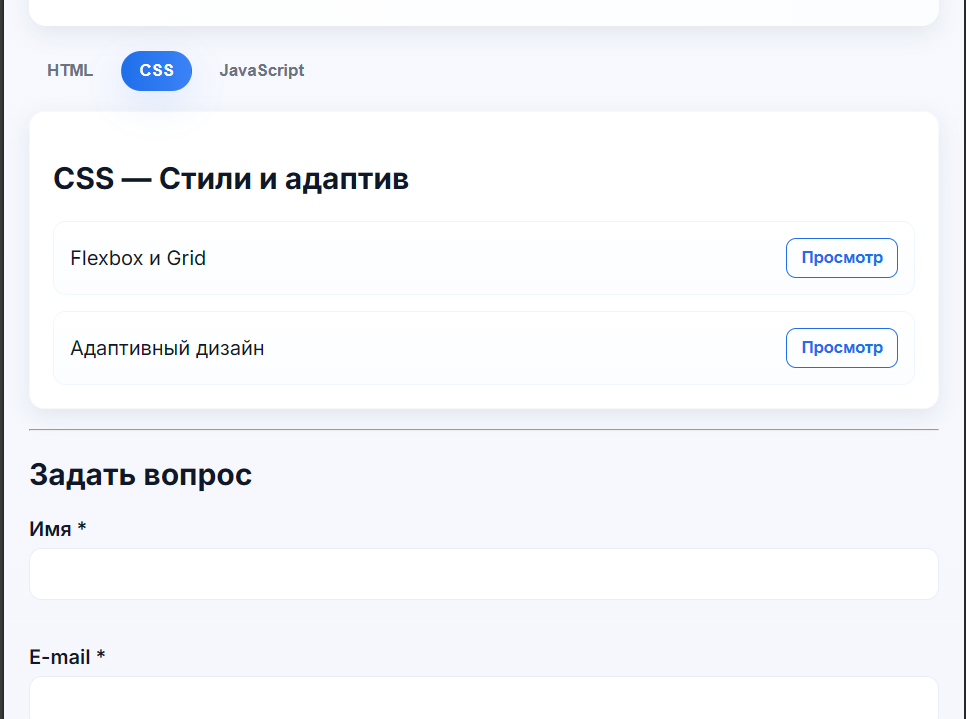 HTML CSS JavaScript
CSS — Стили и адаптив
Flexbox и Grid Просмотр
Адаптивный дизайн Просмотр
Задать вопрос
Имя *
E-mail *